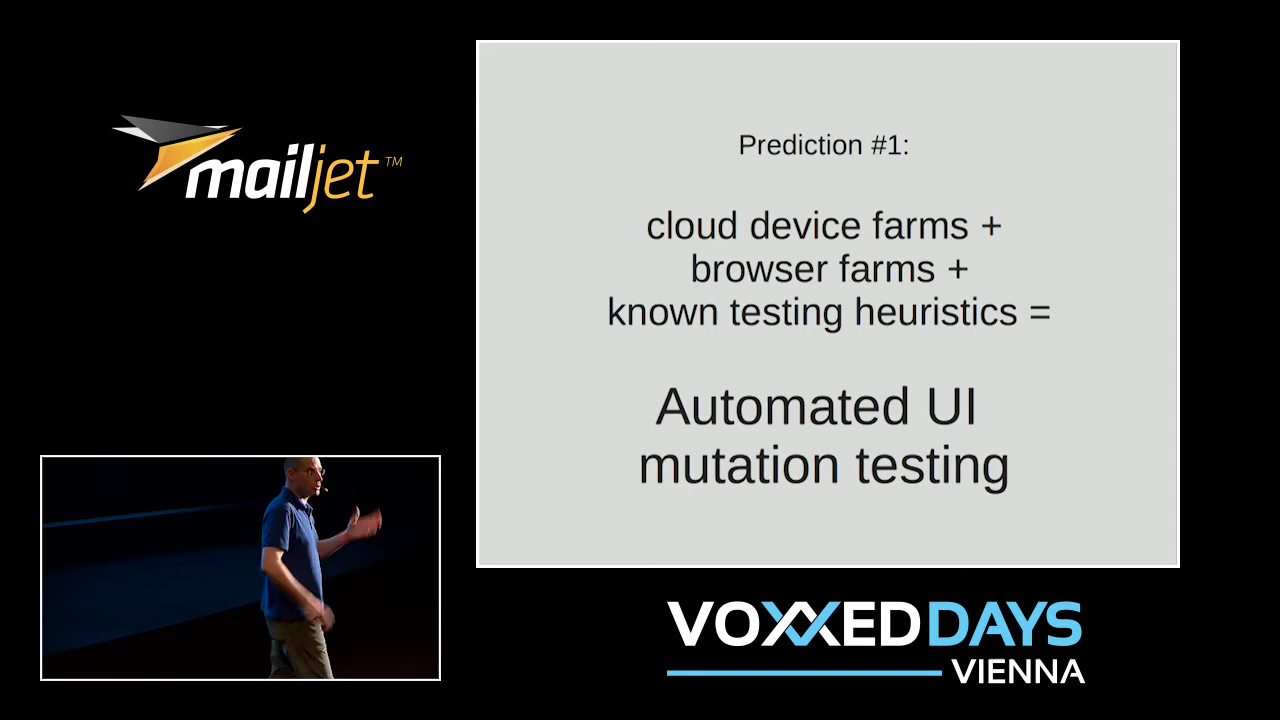 mailjet™
Prediction #1:
cloud device farms +
browser farms +
known testing heuristics =
Automated UI
mutation testing
VOXXED DAYS
VIENNA